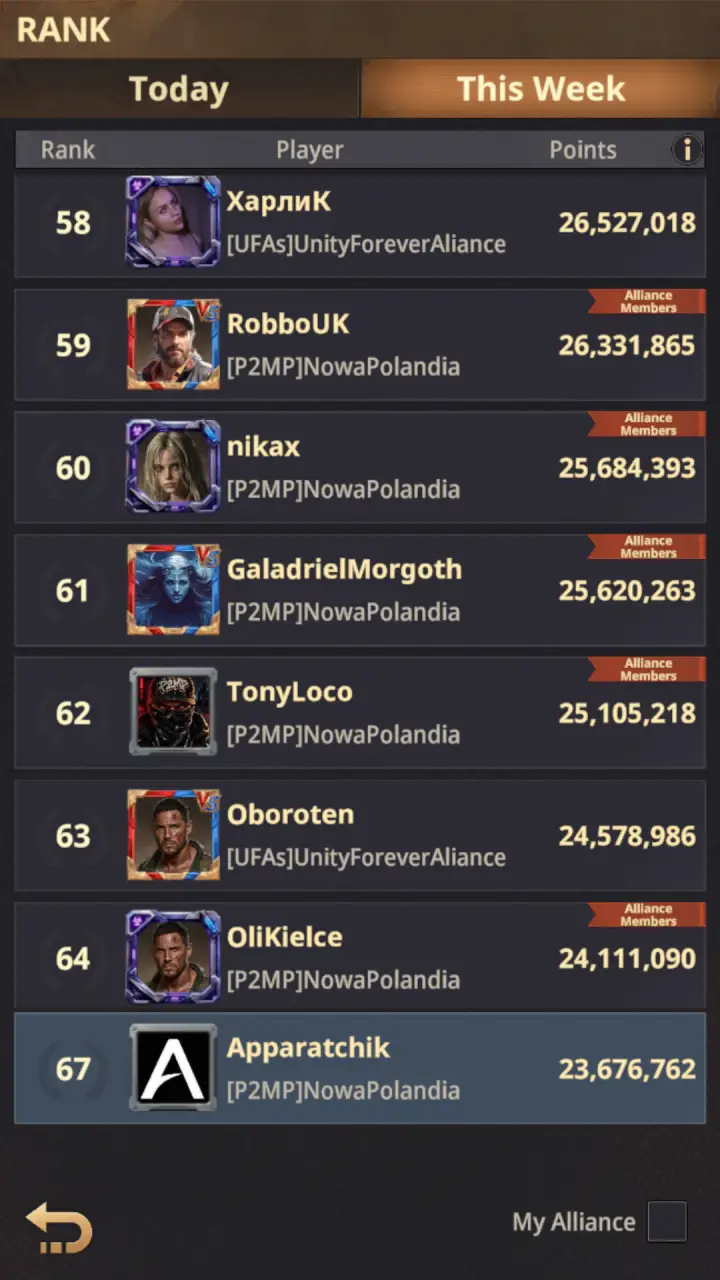 RANK
Today
This Week
Rank
Player
Points
i
58
ХарлиК
[UFAs]UnityForeverAliance
26,527,018
Alliance
Members
59
RobboUK
[P2MP]NowaPolandia
26,331,865
Alliance
Members
60
nikax
[P2MP]NowaPolandia
25,684,393
Alliance
Members
61
GaladrielMorgoth
[P2MP]NowaPolandia
25,620,263
Alliance
Members
62
P2MP
TonyLoco
[P2MP]NowaPolandia
25,105,218
63
VS
Oboroten
[UFAs]UnityForeverAliance
24,578,986
Alliance
Members
64
OliKielce
[P2MP]NowaPolandia
24,111,090
67
A
Apparatchik
[P2MP]NowaPolandia
23,676,762
My Alliance